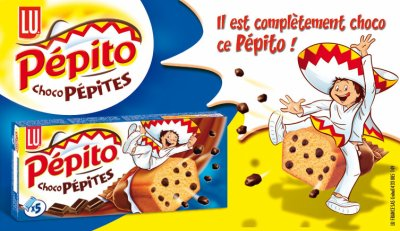 LU
Pépito
CHOCO PÉPITES
Il est complètement choco
ce Pépito !
LU
Pépito
CHOCO PÉPITES
x5